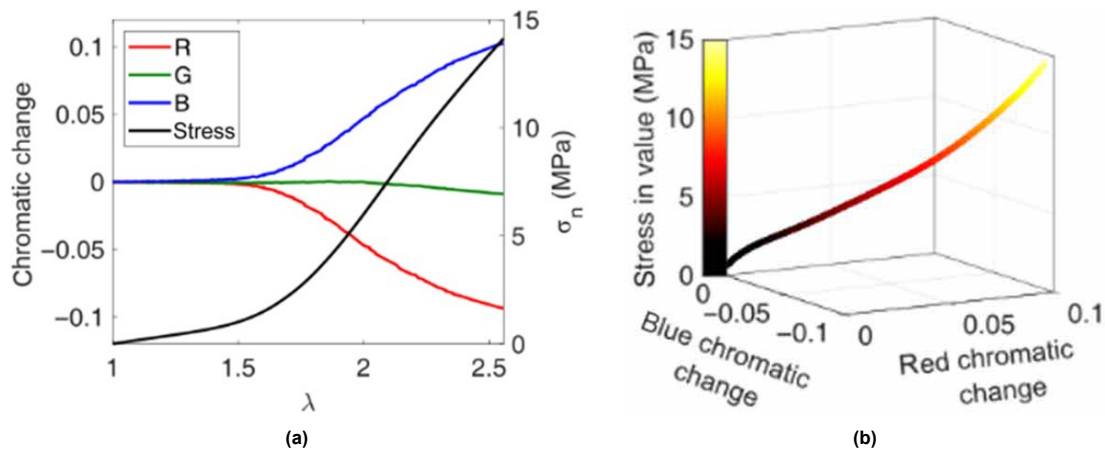 Chromatic change
0.1
0.05
0
−0.05
−0.1
R
G
B
Stress
15
10
5
0
σn (MPa)
1
1.5
2
2.5
λ
(a)
Stress in value (MPa)
15
10
5
0
0
−0.05
−0.1
Blue chromatic
change
0
0.05
0.1
Red chromatic
change
(b)